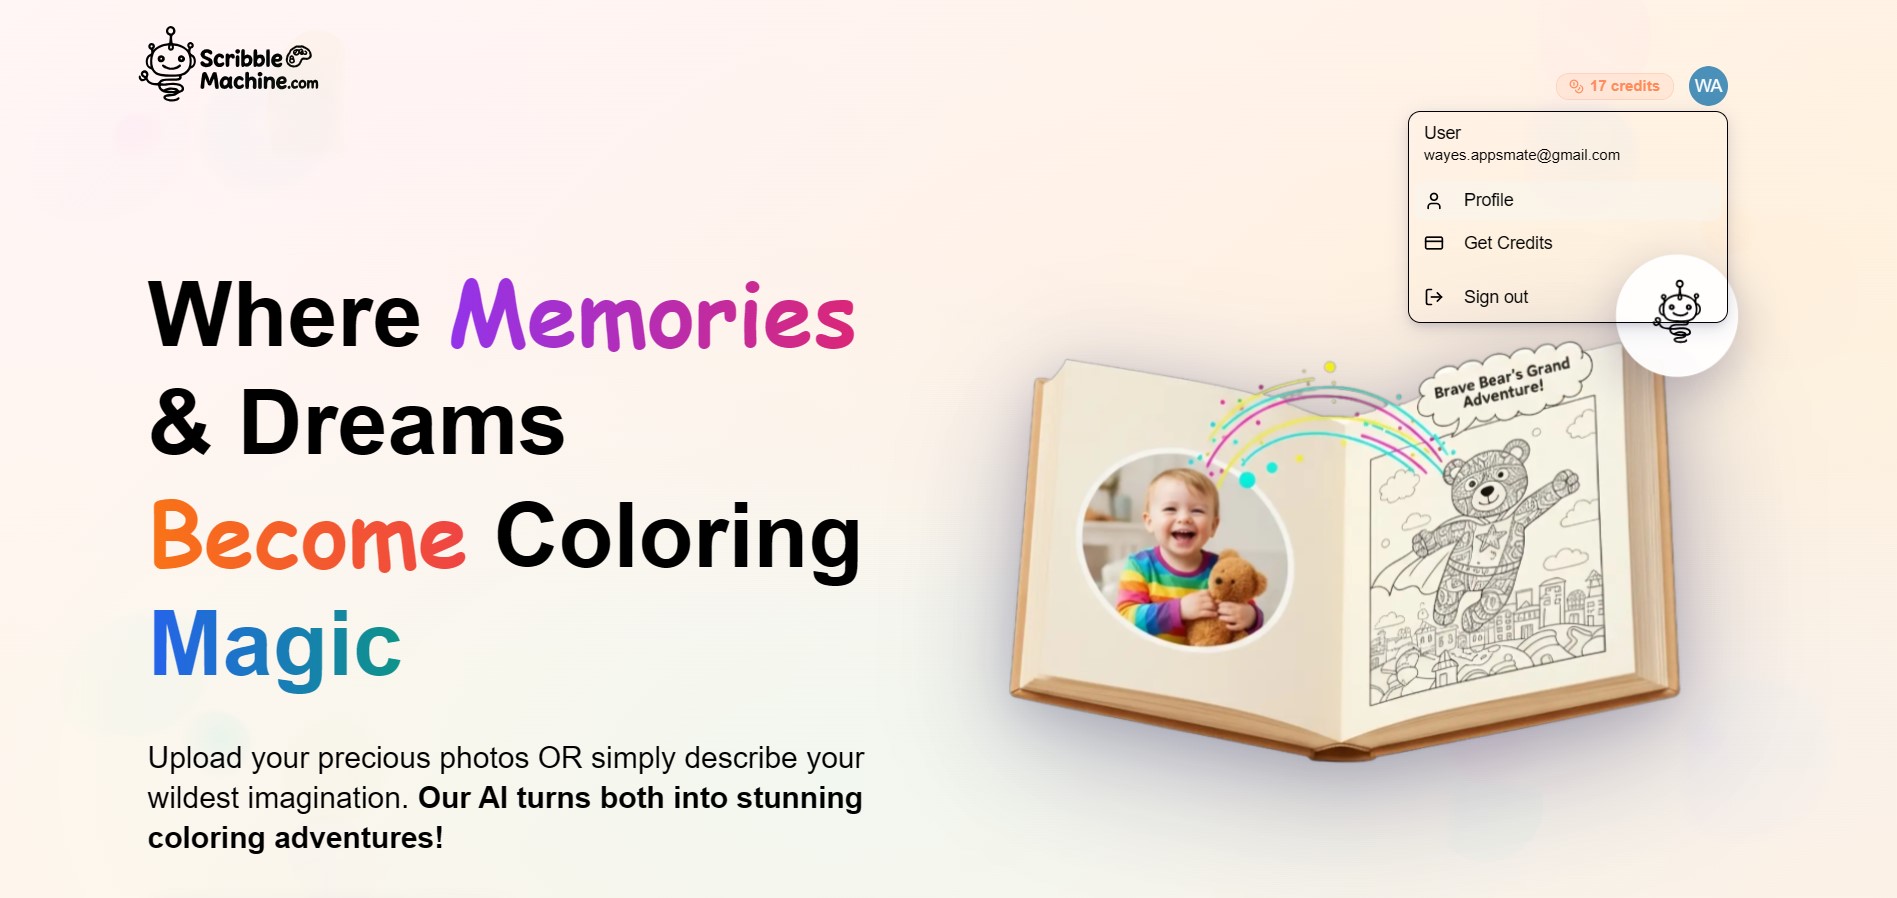 Scribble
Machine.com
17 credits
WA
User
wayes.appsmate@gmail.com
Profile
Get Credits
Sign out
Where Memories
& Dreams
Become Coloring
Magic
Upload your precious photos OR simply describe your
wildest imagination. Our AI turns both into stunning
coloring adventures!
Brave Bear's Grand
Adventure!